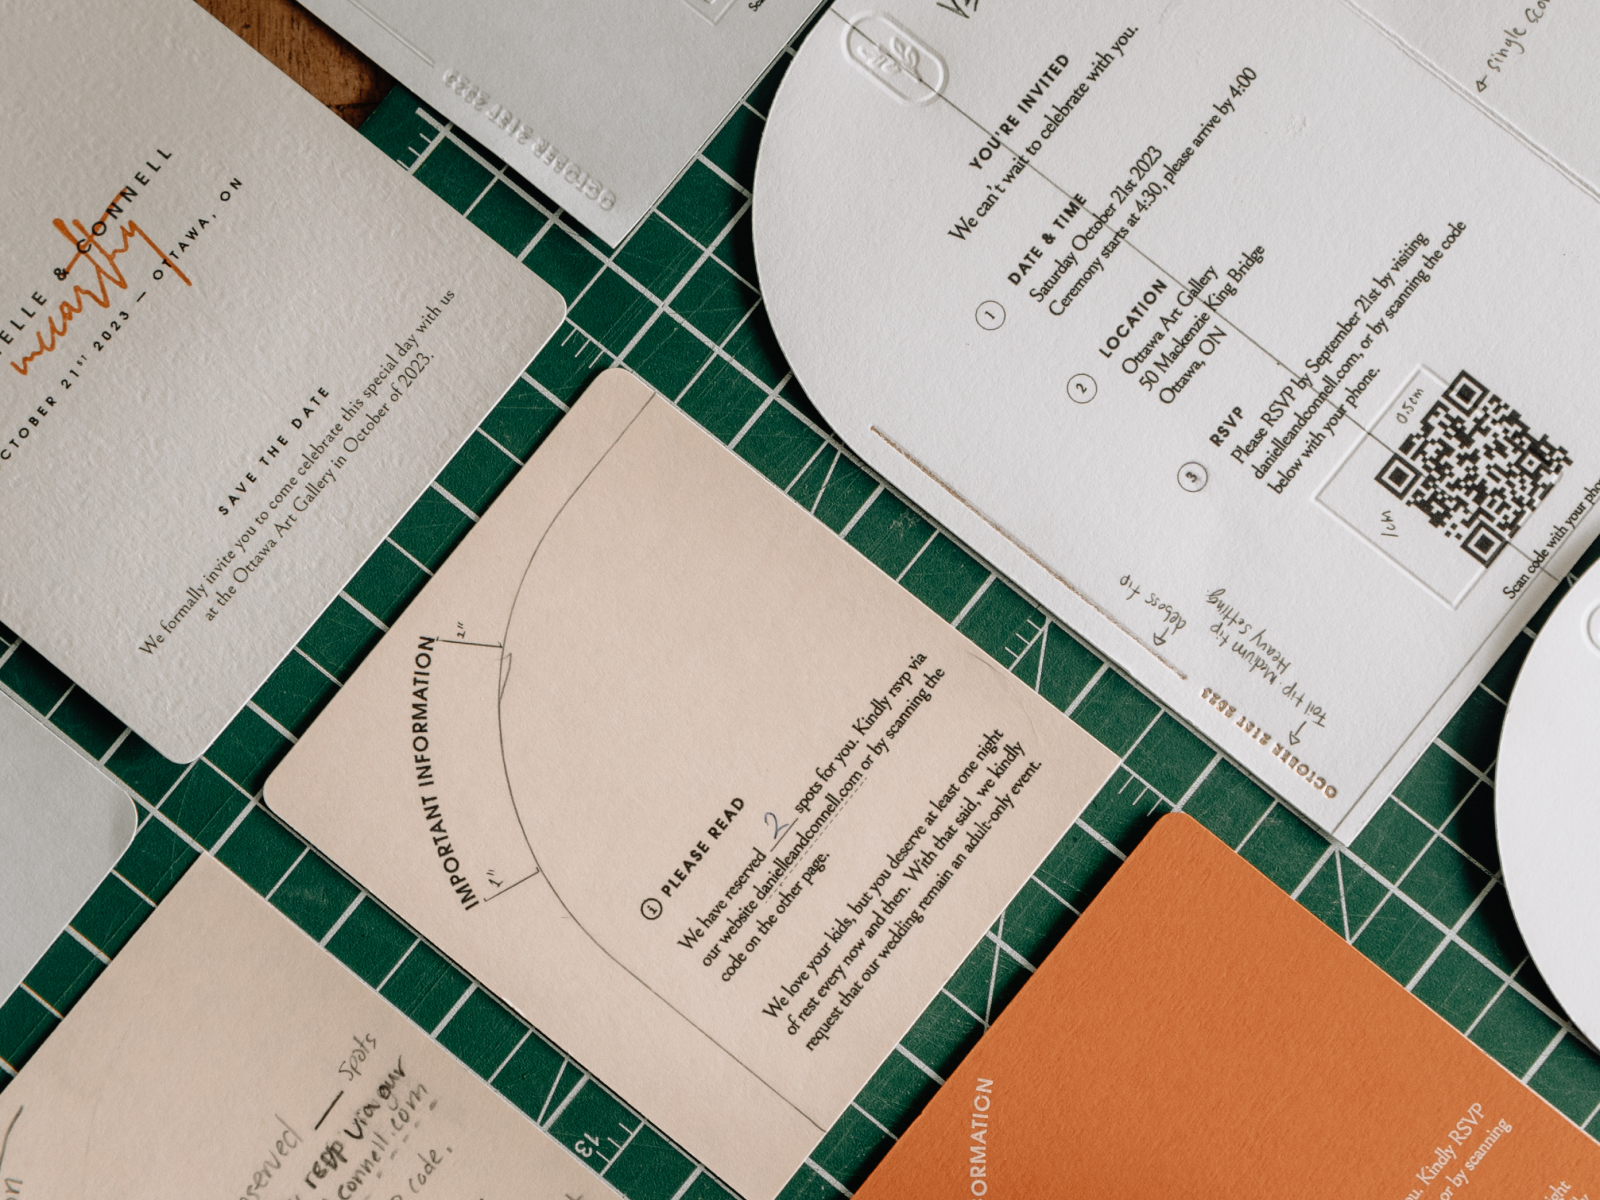 & CONNELL
mccarthy
OCTOBER 21ST 2023 — OTTAWA, ON
SAVE THE DATE
We formally invite you to come celebrate this special day with us
at the Ottawa Art Gallery in October of 2023.
OCTOBER 21ST 2023
YOU'RE INVITED
We can't wait to celebrate with you.
1
DATE & TIME
Saturday October 21st 2023
Ceremony starts at 4:30, please arrive by 4:00
2
LOCATION
Ottawa Art Gallery
50 Mackenzie King Bridge
Ottawa, ON
3
RSVP
Please RSVP by September 21st by visiting
danielleandconnell.com, or by scanning the code
below with your phone.
0.5cm
1cm
Scan code with your
single
deboss tip
Foil tip. Medium tip
Heavy setting.
OCTOBER 21ST 2023
IMPORTANT INFORMATION
2"
1"
i PLEASE READ
We have reserved 2 spots for you. Kindly rsvp via
our website danielleandconnell.com or by scanning the
code on the other page.
We love your kids, but you deserve at least one night
of rest every now and then. With that said, we kindly
request that our wedding remain an adult-only event.
served — spots
rsvp via our
connell.com
code.
13
ORMATION
Kindly RSVP
or by scanning